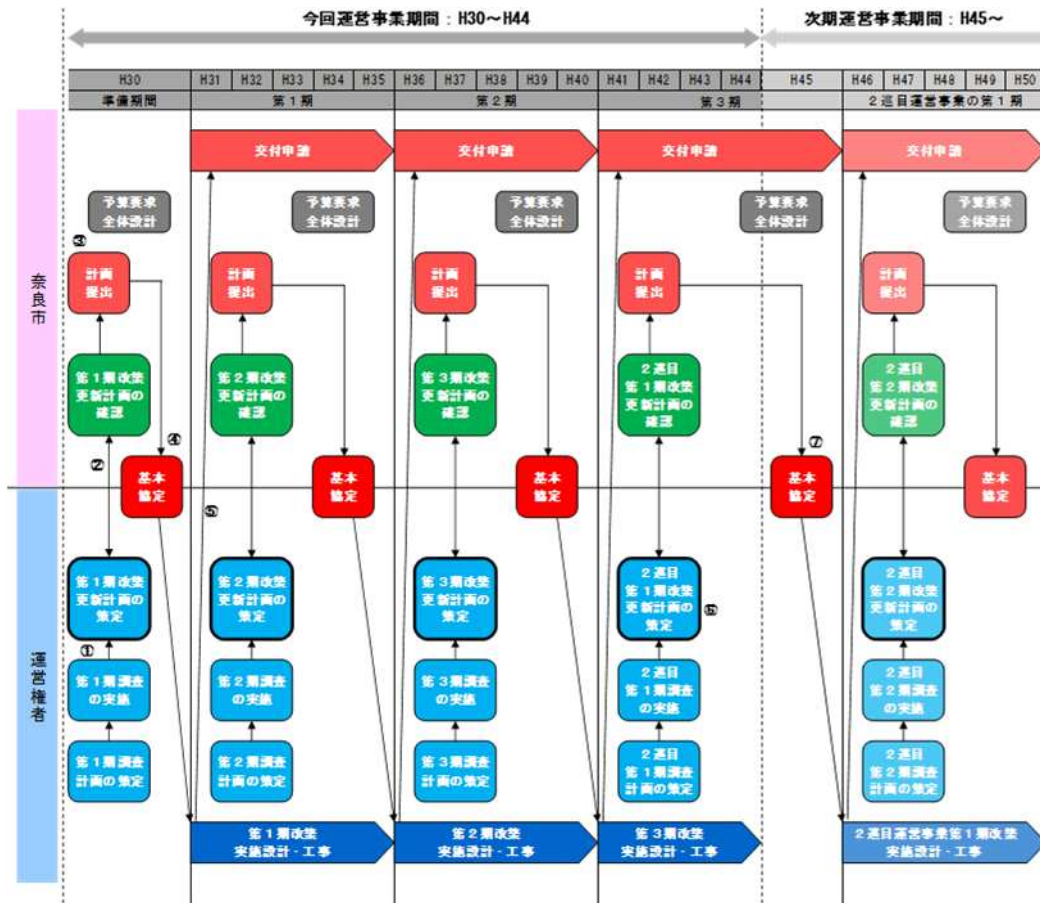 今回運営事業期間：H30～H44
次期運営事業期間：H45～
H30 H31 H32 H33 H34 H35 H36 H37 H38 H39 H40 H41 H42 H43 H44 H45 H46 H47 H48 H49 H50
準備期間 第１期 第２期 第３期 ２巡目運営事業の第１期
交付申請 交付申請 交付申請 交付申請
予算要求 予算要求 予算要求 予算要求 予算要求
全体設計 全体設計 全体設計 全体設計 全体設計
③
計画 計画 計画 計画 計画
提出 提出 提出 提出 提出
奈良市
第１期改築
更新計画の
確認
第２期改築
更新計画の
確認
第３期改築
更新計画の
確認
２巡目
第１期改築
更新計画の
確認
２巡目
第２期改築
更新計画の
確認
④
②
⑦
基本 基本 基本 基本 基本
協定 協定 協定 協定 協定
⑤
第１期改築
更新計画の
策定
第２期改築
更新計画の
策定
第３期改築
更新計画の
策定
２巡目
第１期改築
更新計画の
策定
２巡目
第２期改築
更新計画の
策定
⑥
①
運営権者
第１期調査
の実施
第２期調査
の実施
第３期調査
の実施
２巡目
第１期調査
の実施
２巡目
第２期調査
の実施
第１期調査
計画の策定
第２期調査
計画の策定
第３期調査
計画の策定
２巡目
第１期調査
計画の策定
２巡目
第２期調査
計画の策定
第１期改築
実施設計・工事
第２期改築
実施設計・工事
第３期改築
実施設計・工事
２巡目運営事業第１期改築
実施設計・工事